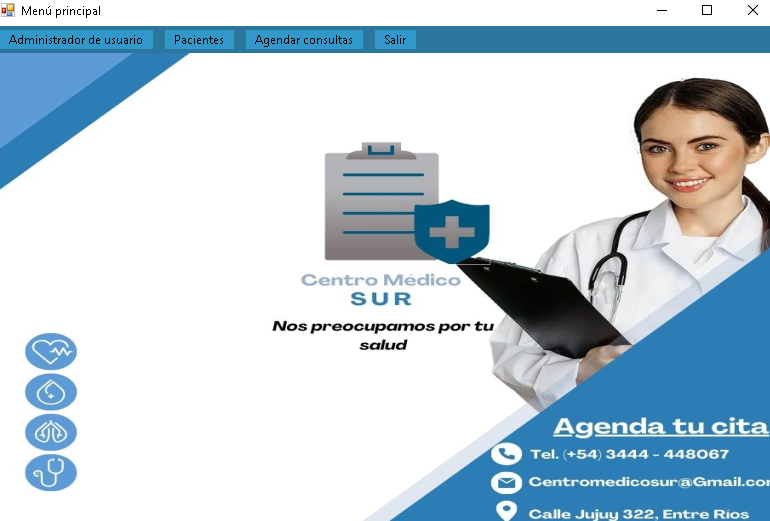 Menú principal
Administrador de usuario Pacientes Agendar consultas Salir
Centro Médico
SUR
Nos preocupamos por tu
salud
Agenda tu cita
Tel. (+54) 3444 - 448067
Centromedicosur@Gmail.com
Calle Jujuy 322, Entre Ríos